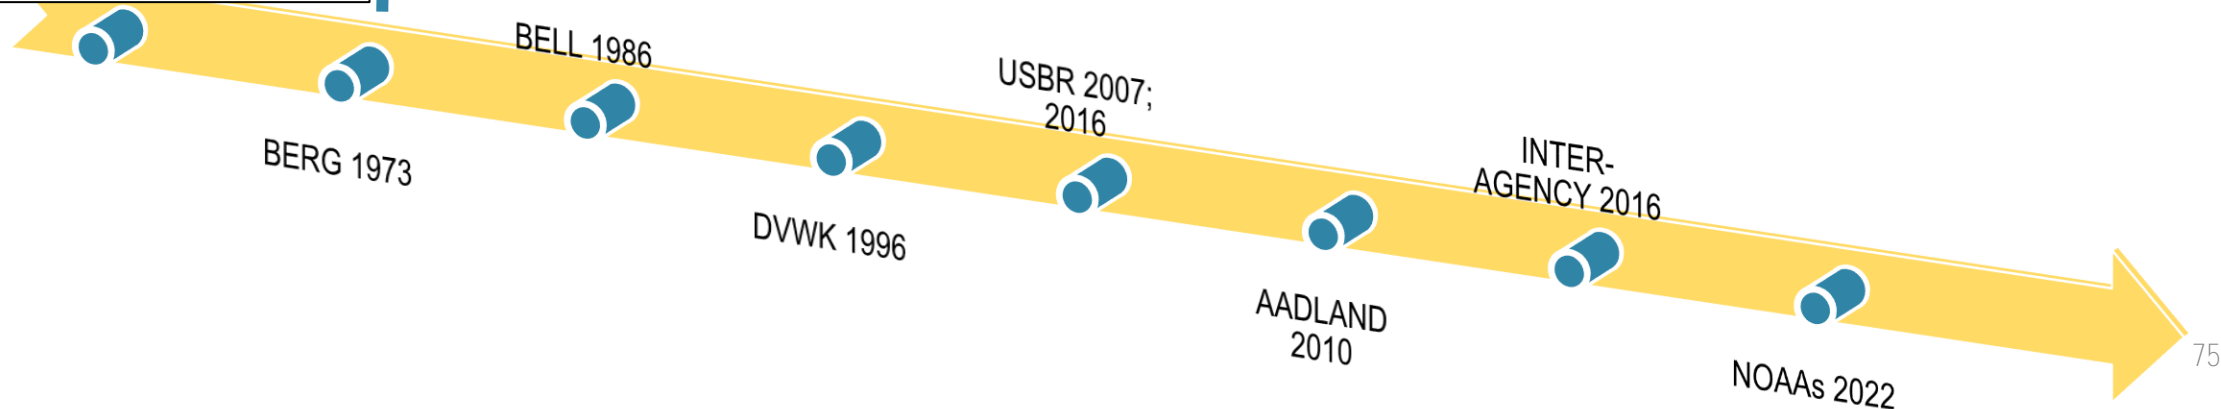 BERG 1973
BELL 1986
DVWK 1996
USBR 2007;
2016
AADLAND
2010
INTER-
AGENCY 2016
NOAAs 2022
75